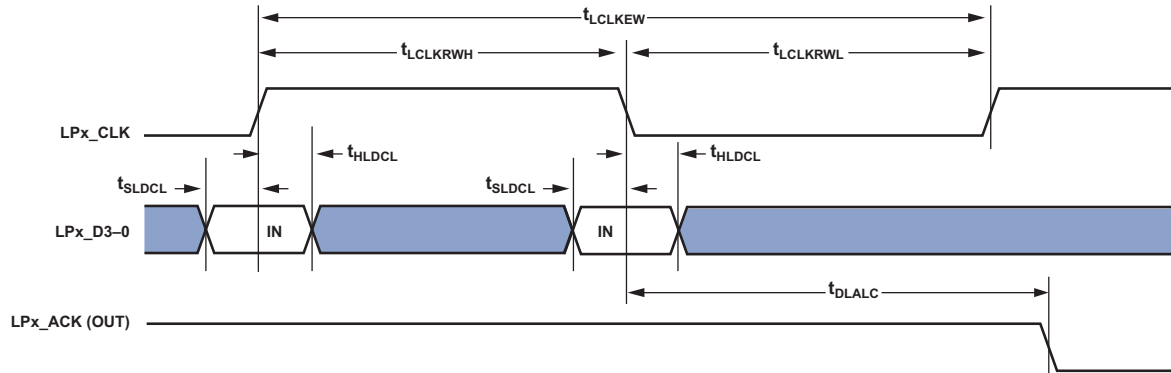 tLCLKEW
tLCLKRWH tLCLKRWL
LPx_CLK
tHLDCL tHLDCL
tSLDCL tSLDCL
LPx_D3–0 IN IN
tDLALC
LPx_ACK (OUT)